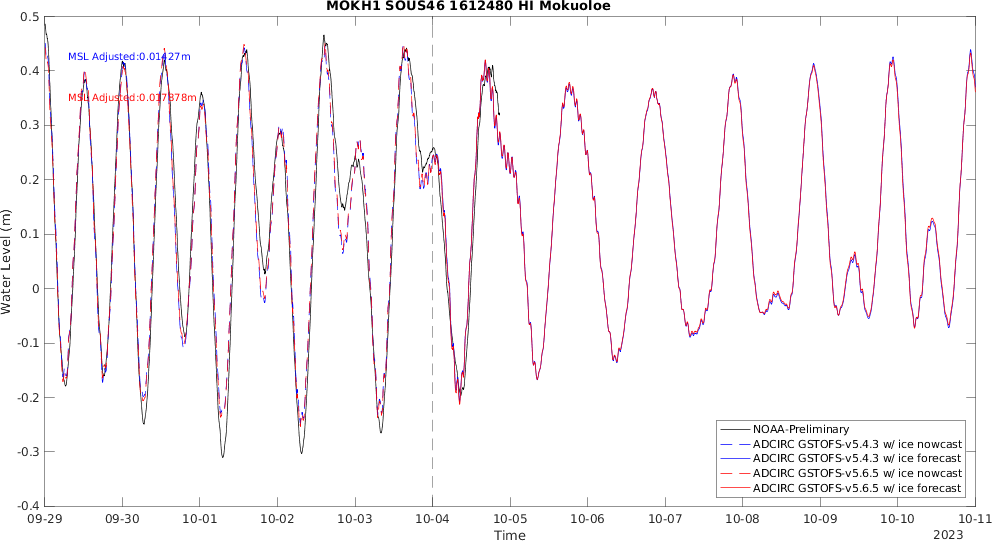 MOKH1 SOUS46 1612480 HI Mokuoloe
MSL Adjusted:0.01427m
MSL Adjusted:0.017378m
Water Level (m)
0.5
0.4
0.3
0.2
0.1
0
-0.1
-0.2
-0.3
-0.4
NOAA-Preliminary
ADCIRC GSTOFS-v5.4.3 w/ ice nowcast
ADCIRC GSTOFS-v5.4.3 w/ ice forecast
ADCIRC GSTOFS-v5.6.5 w/ ice nowcast
ADCIRC GSTOFS-v5.6.5 w/ ice forecast
09-29 09-30 10-01 10-02 10-03 10-04 10-05 10-06 10-07 10-08 10-09 10-10 10-11
Time
2023